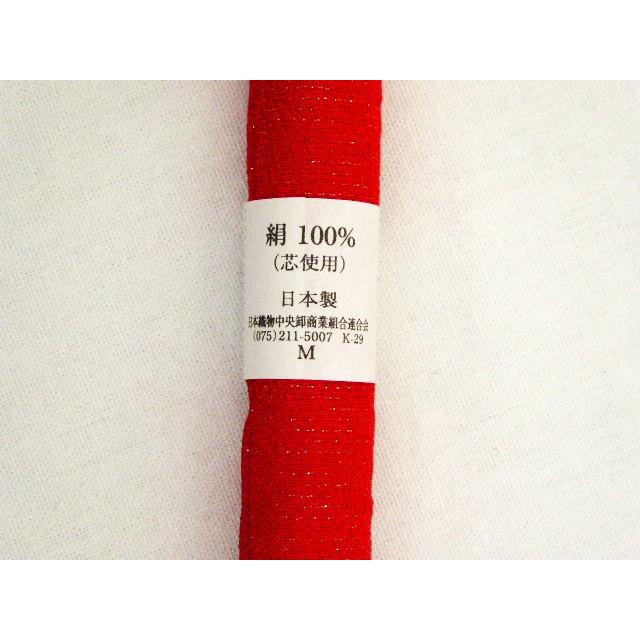 絹 100%
(芯使用)
日本製
日本織物中央卸商業組合連合会
(075)211-5007 K-29
M